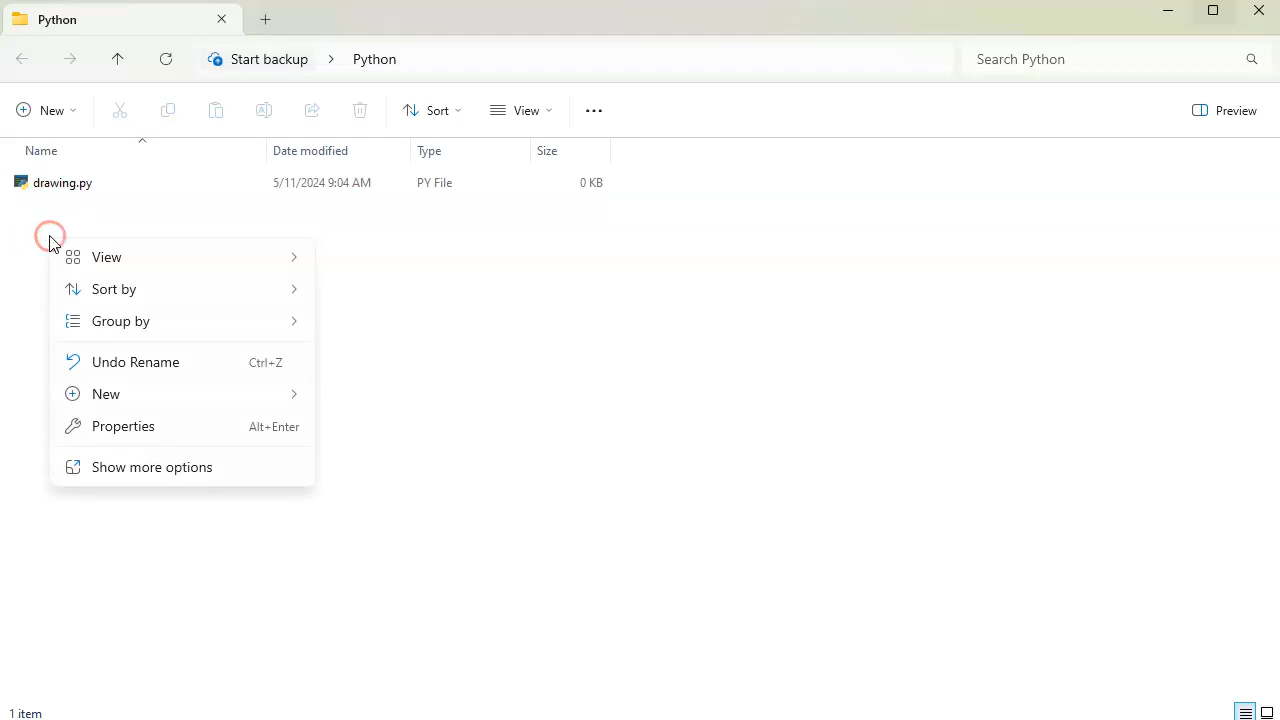 Python
Start backup > Python
Search Python
New
Sort
View
Preview
Name Date modified Type Size
drawing.py 5/11/2024 9:04 AM PY File 0 KB
View
Sort by
Group by
Undo Rename Ctrl+Z
New
Properties Alt+Enter
Show more options
1 item